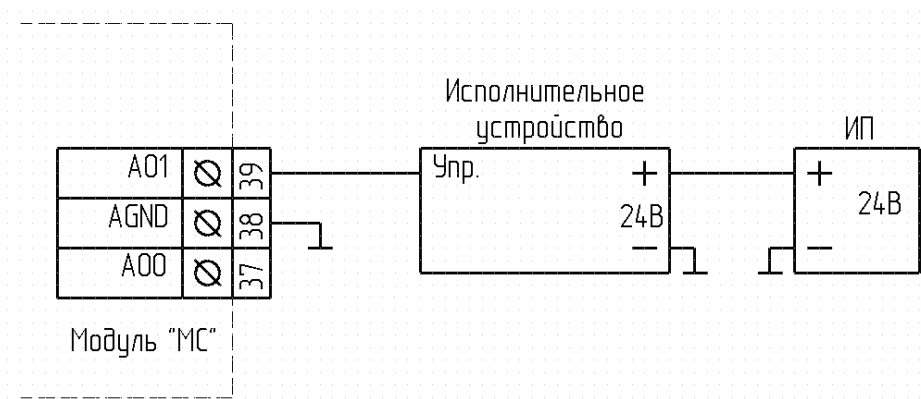 Исполнительное
устройство
ИП
AO1
39
Упр.
+
+
AGND
38
24В
24В
AO0
37
−
−
Модуль "МС"